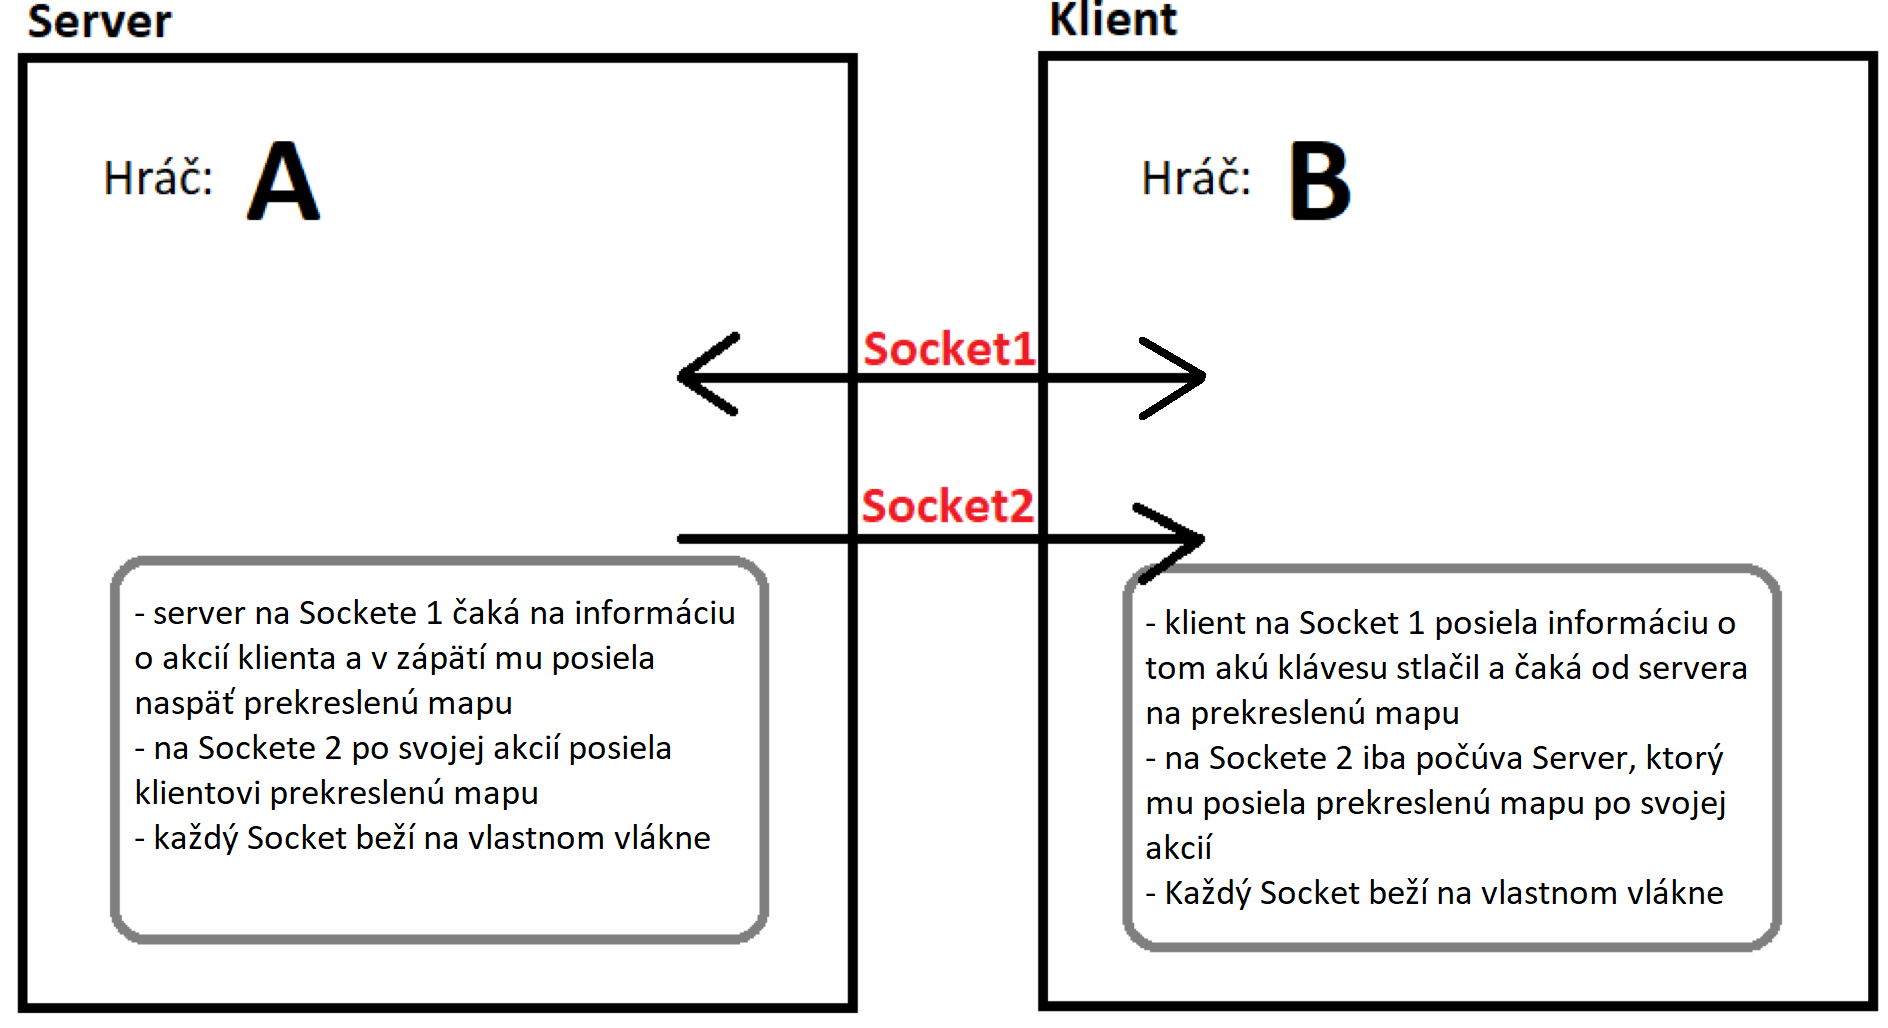 Server
Hráč: A
- server na Sockete 1 čaká na informáciu
o akcií klienta a v zápätí mu posiela
naspäť prekreslenú mapu
- na Sockete 2 po svojej akcií posiela
klientovi prekreslenú mapu
- každý Socket beží na vlastnom vlákne
Socket1
Socket2
Klient
Hráč: B
- klient na Socket 1 posiela informáciu o
tom akú klávesu stlačil a čaká od servera
na prekreslenú mapu
- na Sockete 2 iba počúva Server, ktorý
mu posiela prekreslenú mapu po svojej
akcií
- Každý Socket beží na vlastnom vlákne